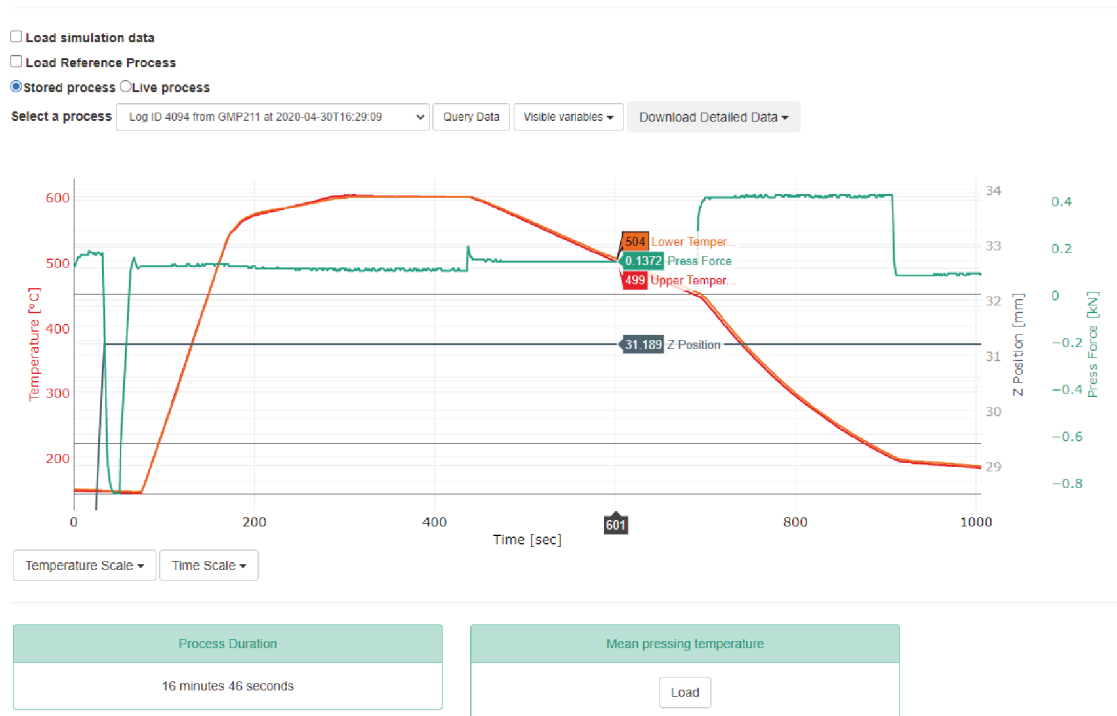 Load simulation data
Load Reference Process
Stored process Live process
Select a process Log ID 4094 from GMP211 at 2020-04-30T16:29:09 Query Data Visible variables Download Detailed Data
600
500
400
300
200
Temperature [°C]
504 Lower Temper...
0.1372 Press Force
499 Upper Temper...
31.189 Z Position
34
33
32
31
30
29
Z Position [mm]
0.4
0.2
0
−0.2
−0.4
−0.6
−0.8
Press Force [kN]
0 200 400 601 800 1000
Time [sec]
Temperature Scale Time Scale
Process Duration
16 minutes 46 seconds
Mean pressing temperature
Load